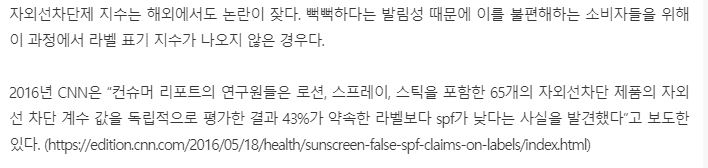 자외선차단제 지수는 해외에서도 논란이 잦다. 뻑뻑하다는 발림성 때문에 이를 불편해하는 소비자들을 위해
이 과정에서 라벨 표기 지수가 나오지 않은 경우다.
2016년 CNN은 “컨슈머 리포트의 연구원들은 로션, 스프레이, 스틱을 포함한 65개의 자외선차단 제품의 자외
선 차단 계수 값을 독립적으로 평가한 결과 43%가 약속한 라벨보다 spf가 낮다는 사실을 발견했다”고 보도한
있다. (https://edition.cnn.com/2016/05/18/health/sunscreen-false-spf-claims-on-labels/index.html)